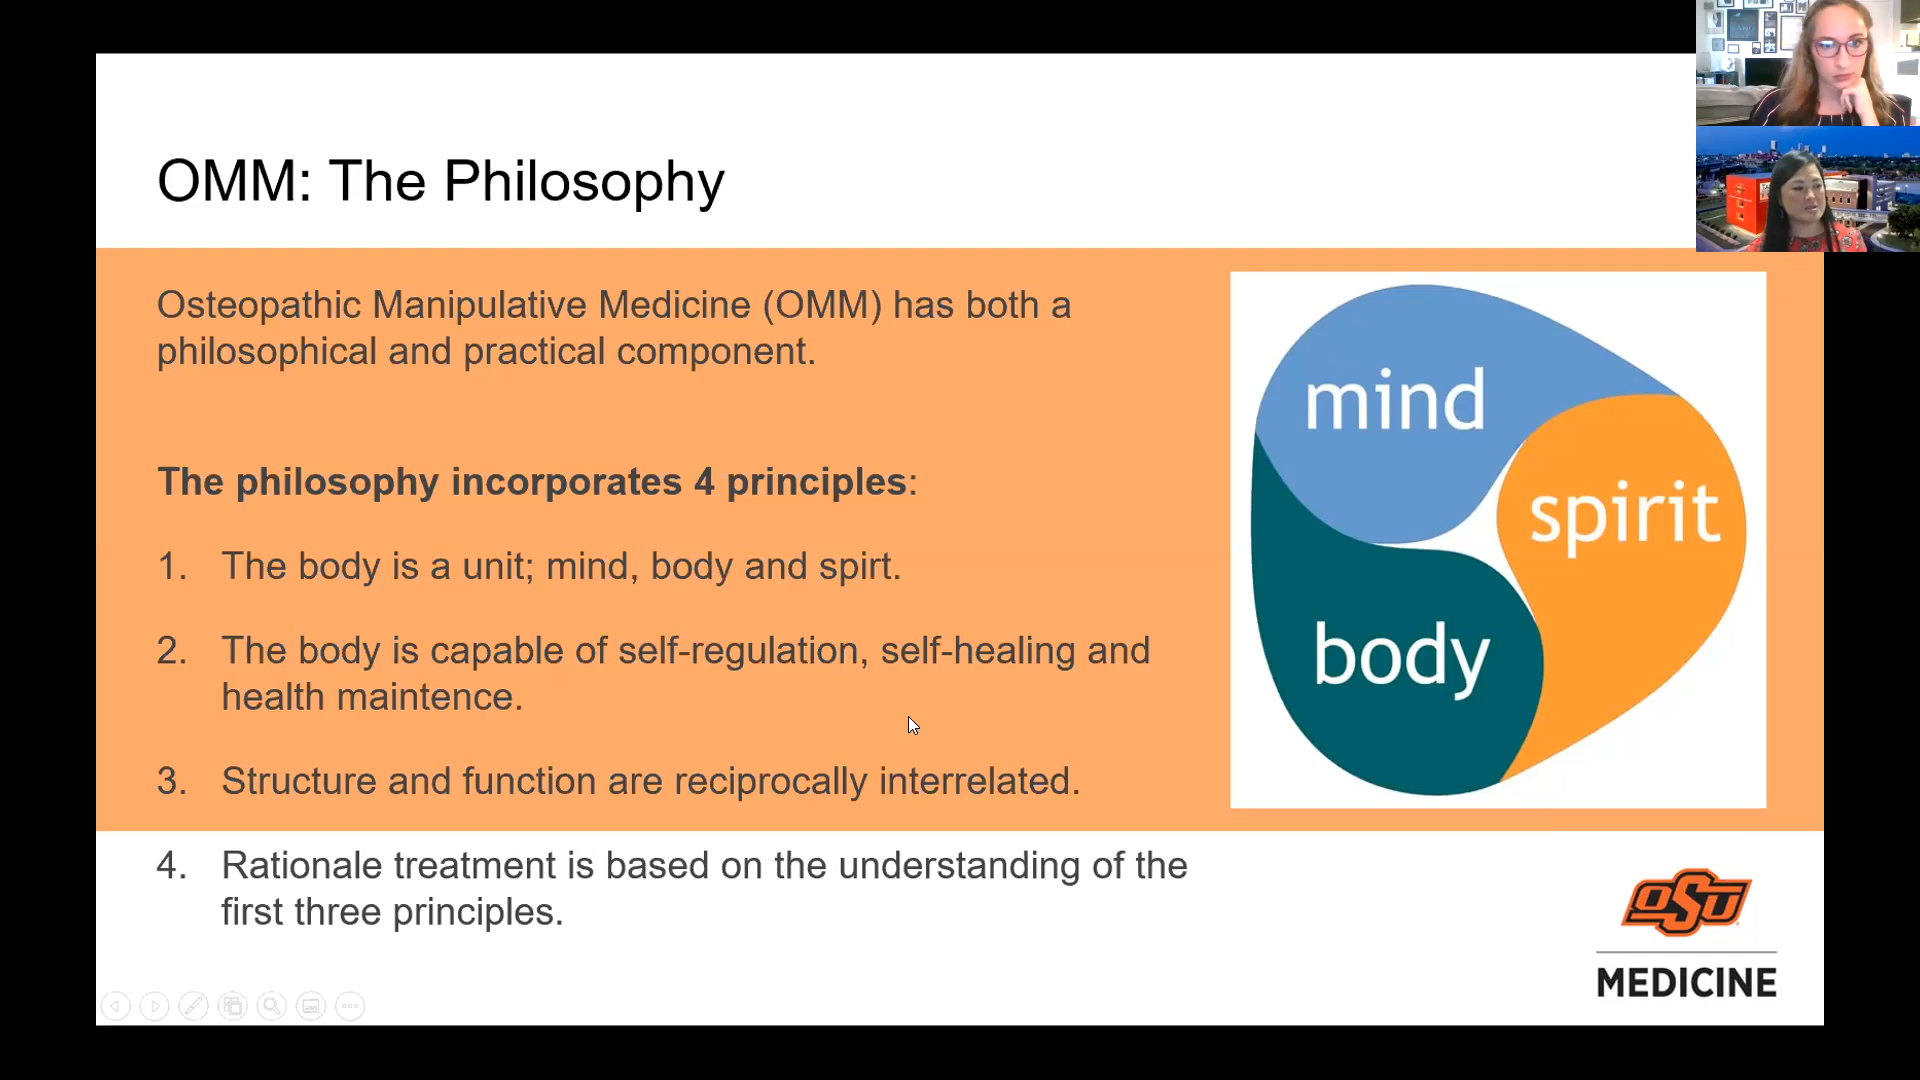 OMM: The Philosophy
Osteopathic Manipulative Medicine (OMM) has both a
philosophical and practical component.
The philosophy incorporates 4 principles:
1. The body is a unit; mind, body and spirt.
2. The body is capable of self-regulation, self-healing and
health maintence.
3. Structure and function are reciprocally interrelated.
4. Rationale treatment is based on the understanding of the
first three principles.
mind
spirit
body
OSU
MEDICINE